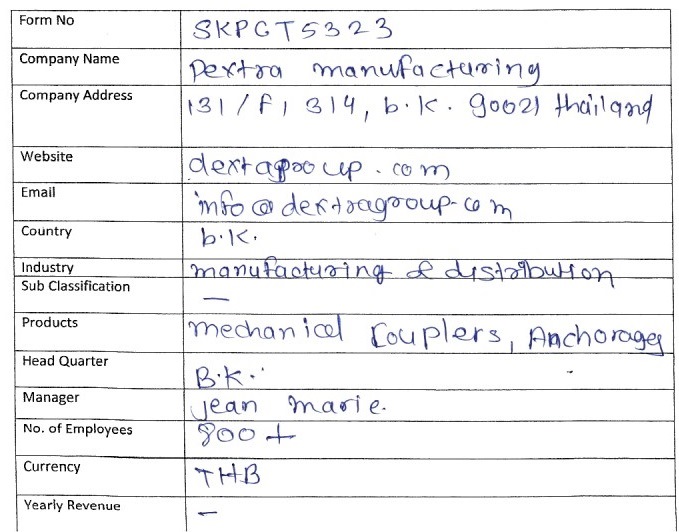 Form No SKPGT5323
Company Name Dextra manufacturing
Company Address 131/F1 314, b.k. 90021 thailand
Website dextagroup.com
Email info@dextragroup.com
Country b.k.
Industry manufacturing & distribution
Sub Classification —
Products mechanical Couplers, Anchorages
Head Quarter B.K.
Manager jean marie.
No. of Employees 800 +
Currency THB
Yearly Revenue –